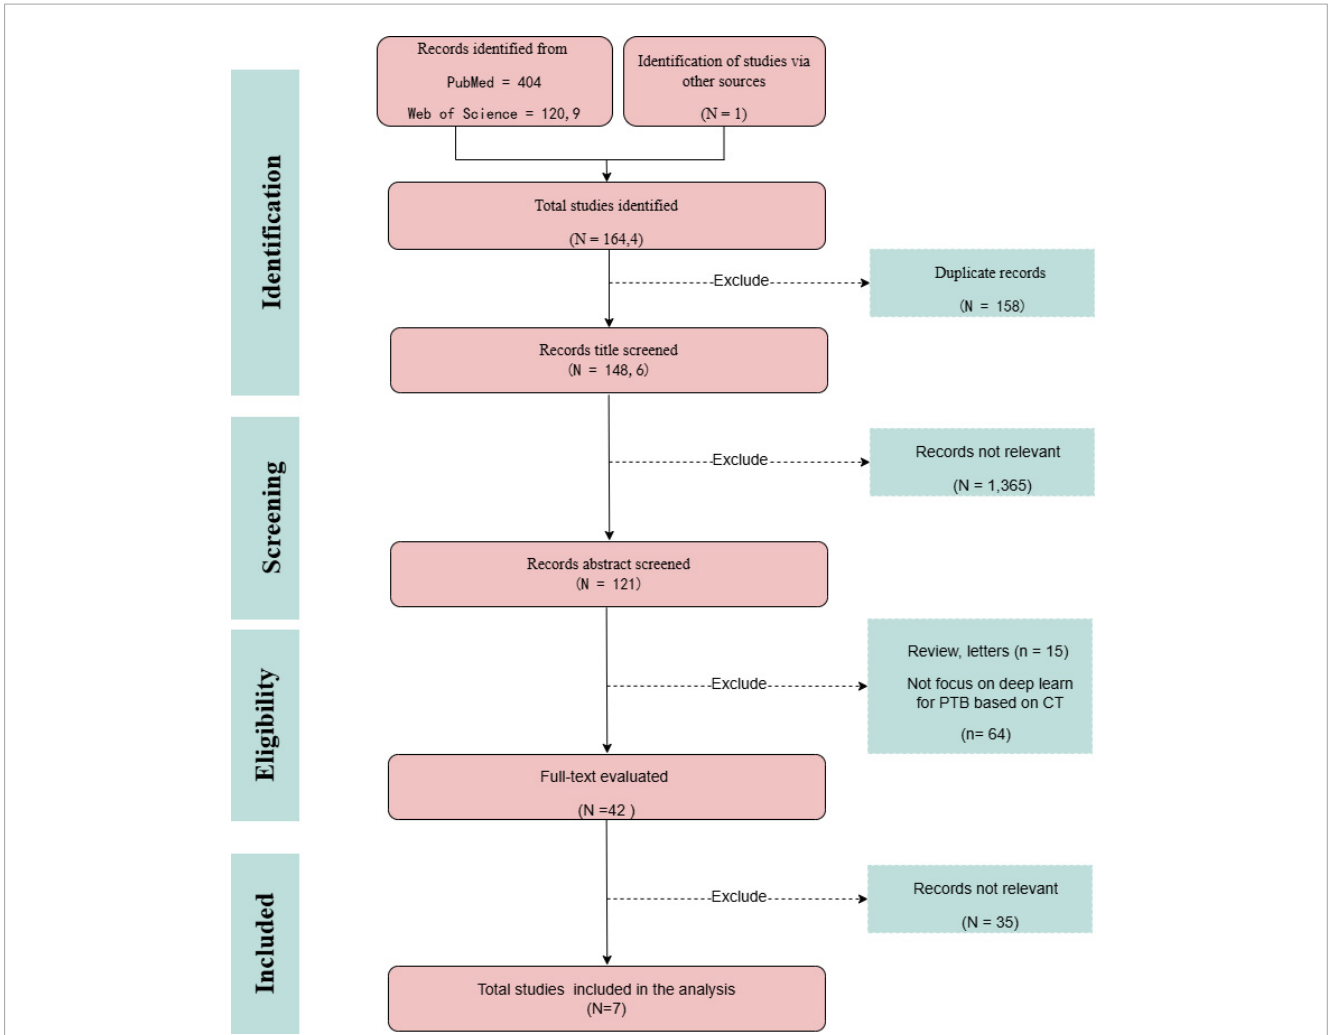 Records identified from
PubMed = 404
Web of Science = 120,9
Identification of studies via
other sources
(N = 1)
Identification
Total studies identified
(N = 164,4)
Exclude
Duplicate records
(N = 158)
Records title screened
(N = 148,6)
Screening
Exclude
Records not relevant
(N = 1,365)
Records abstract screened
(N = 121)
Eligibility
Exclude
Review, letters (n = 15)
Not focus on deep learn
for PTB based on CT
(n= 64)
Full-text evaluated
(N =42 )
Included
Exclude
Records not relevant
(N = 35)
Total studies included in the analysis
(N=7)